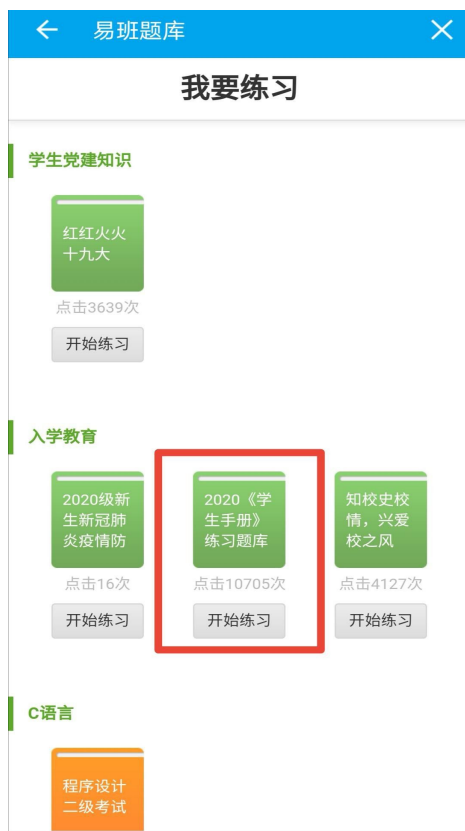 易班题库
我要练习
学生党建知识
红红火火
十九大
点击3639次
开始练习
入学教育
2020级新
生新冠肺
炎疫情防
点击16次
开始练习
2020《学
生手册》
练习题库
点击10705次
开始练习
知校史校
情，兴爱
校之风
点击4127次
开始练习
C语言
程序设计
二级考试